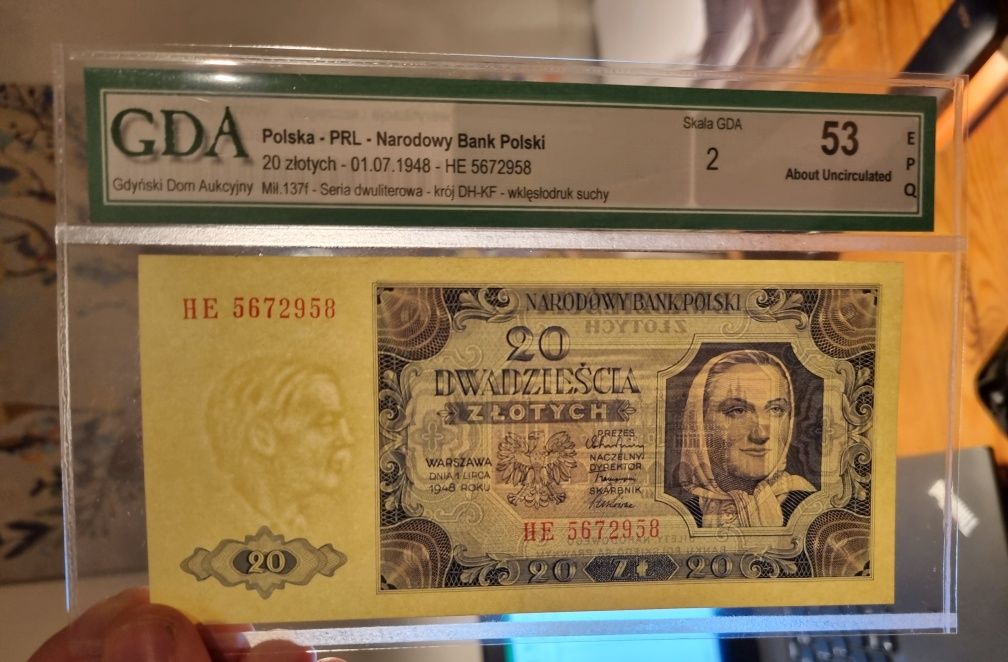 GDA
Gdyński Dom Aukcyjny
Polska - PRL - Narodowy Bank Polski
20 złotych - 01.07.1948 - HE 5672958
Mił.137f - Seria dwuliterowa - krój DH-KF - wklęsłodruk suchy
Skala GDA
2
53
About Uncirculated
E
P
Q
HE 5672958
NARODOWY BANK POLSKI
ZŁOTYCH
20
DWADZIEŚCIA
ZŁOTYCH
WARSZAWA
DNIA 1 LIPCA
1948 ROKU
PREZES
NACZELNY
DYREKTOR
SKARBNIK
HE 5672958
20 ZŁ 20
20